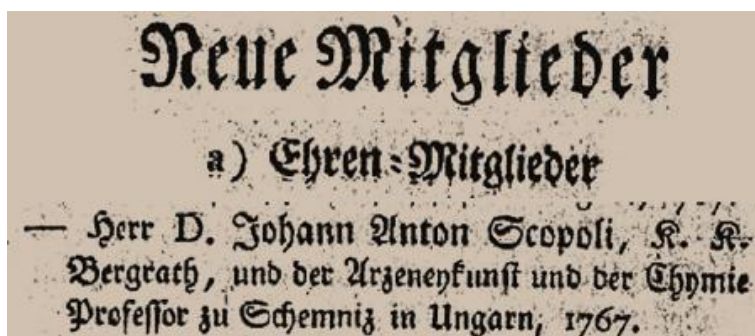 Neue Mitglieder
a) Ehren-Mitglieder
— Herr D. Johann Anton Scopoli, K. K.
Bergrath, und der Arzeneykunst und der Chymie
Professor zu Schemniz in Ungarn, 1767.